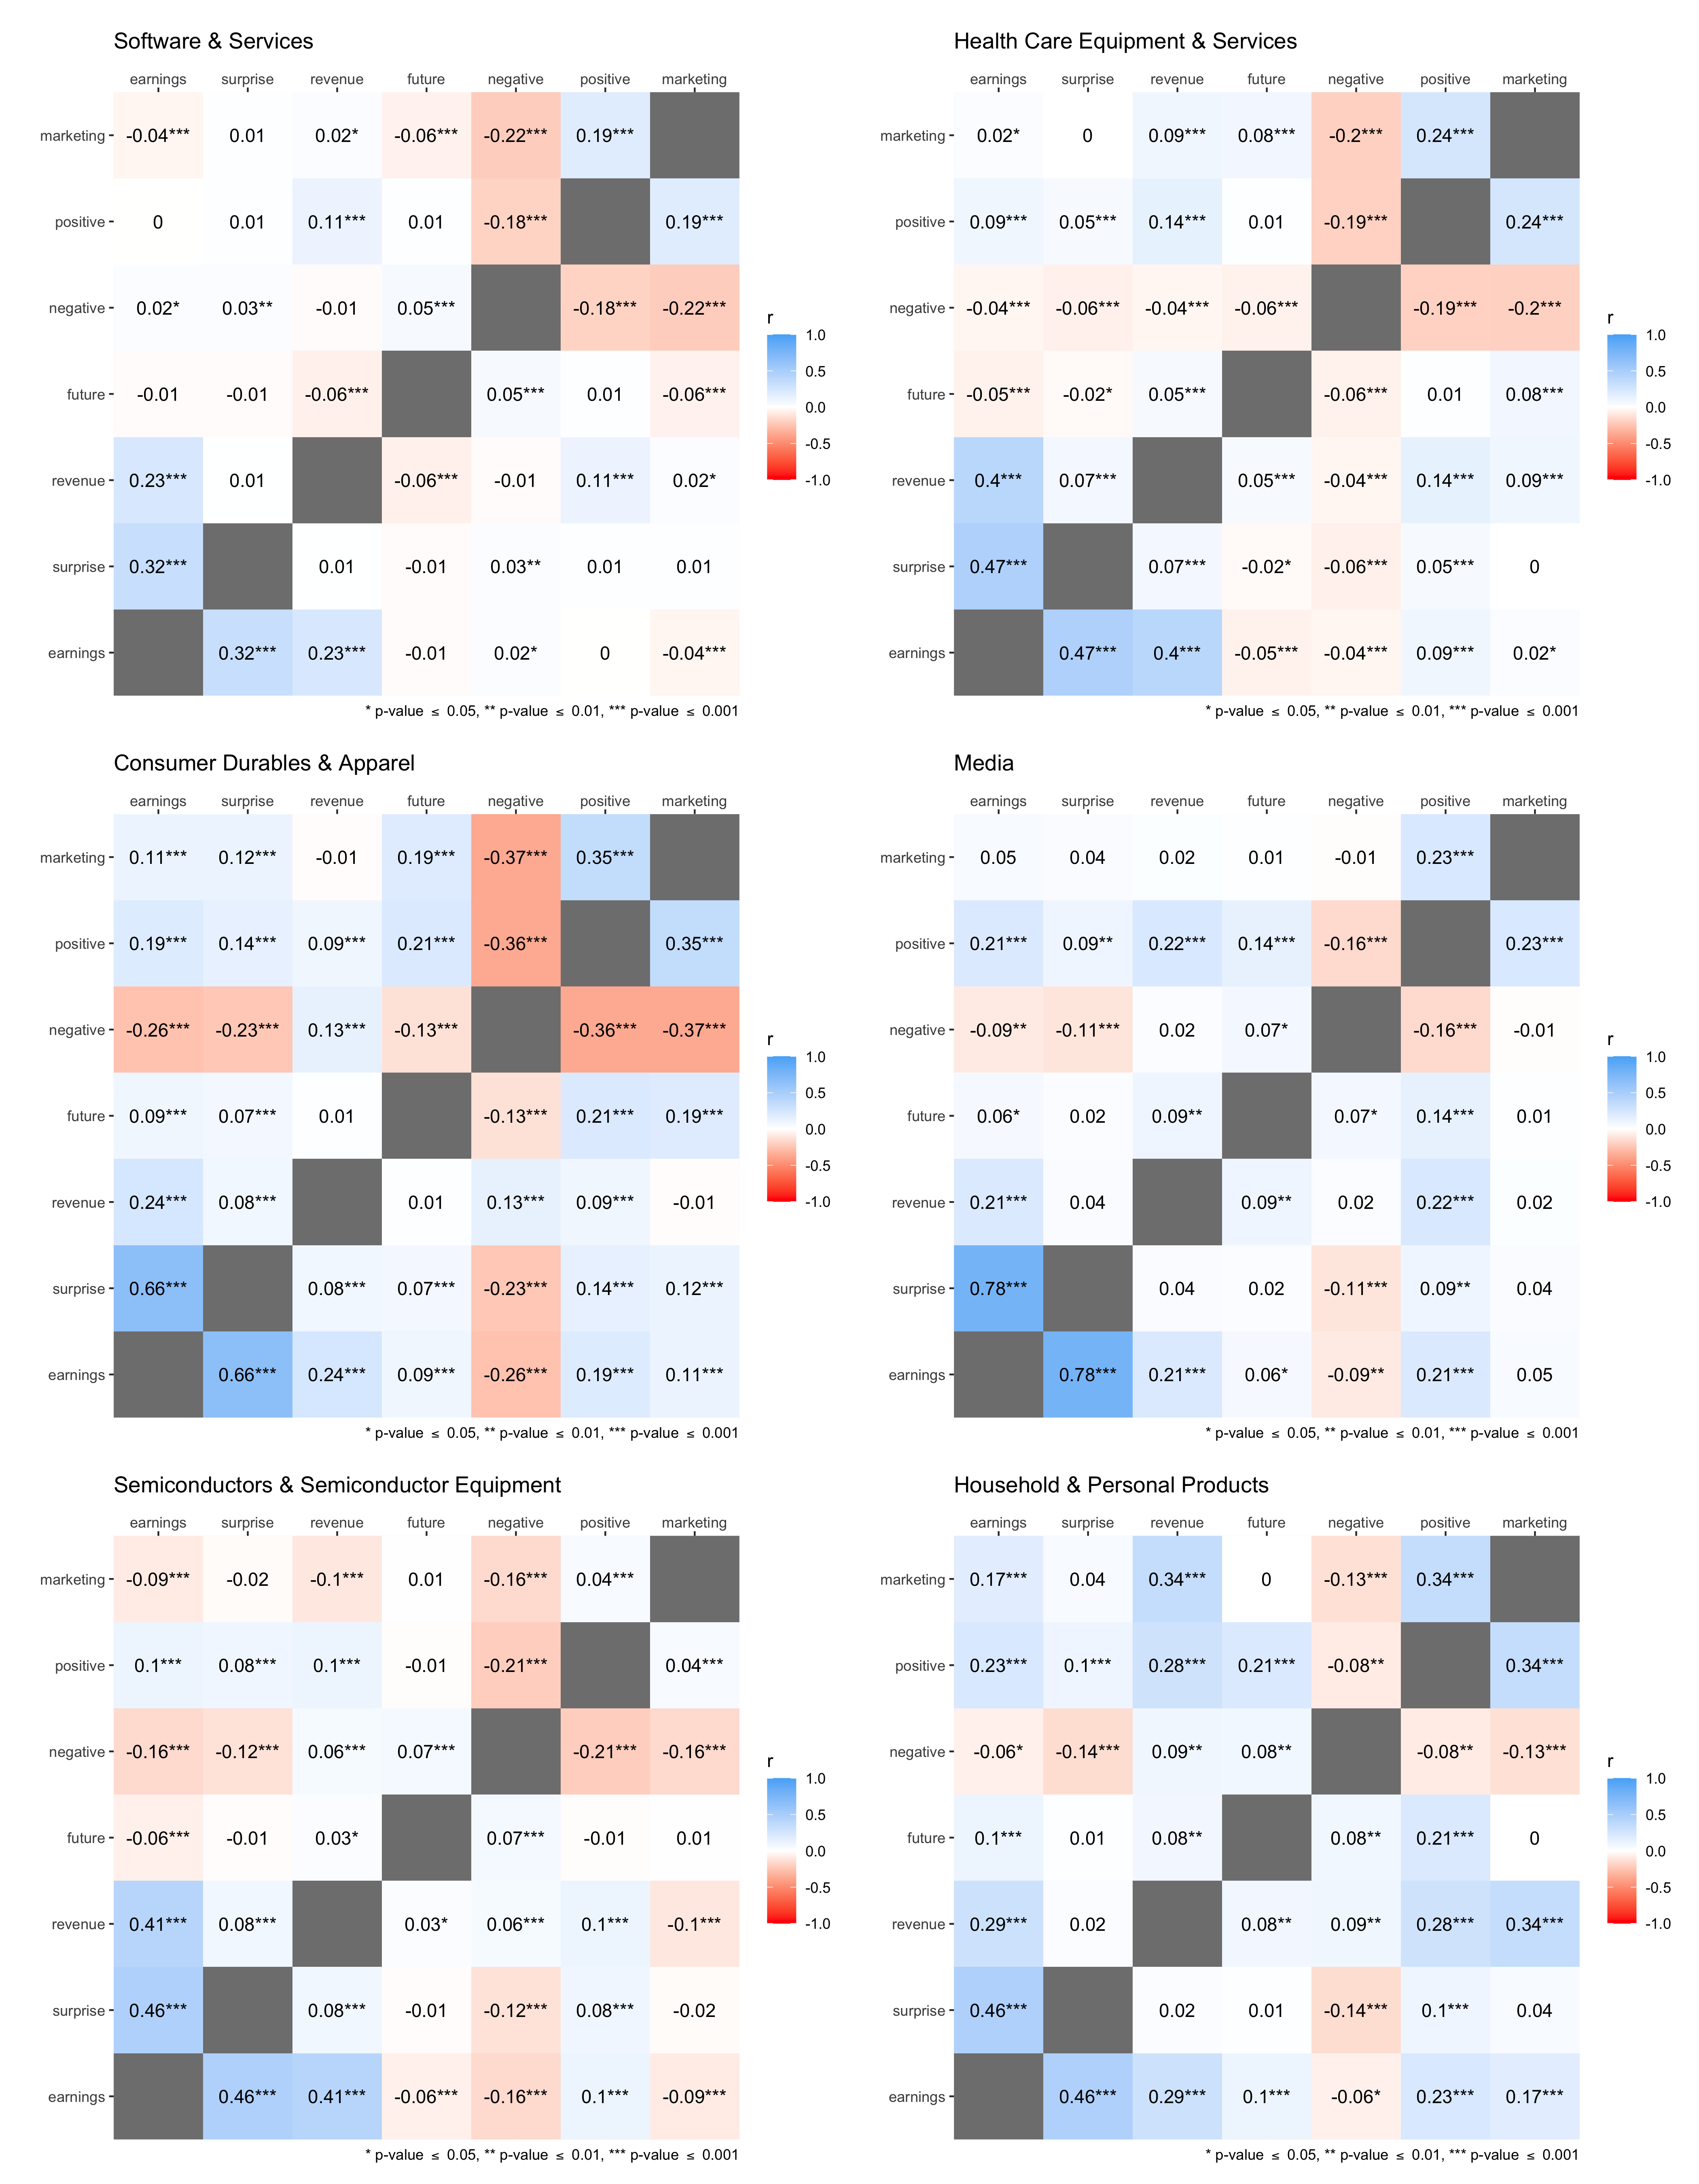 Software & Services
earnings surprise revenue future negative positive marketing
marketing -0.04*** 0.01 0.02* -0.06*** -0.22*** 0.19***
positive 0 0.01 0.11*** 0.01 -0.18*** 0.19***
negative 0.02* 0.03** -0.01 0.05*** -0.18*** -0.22***
future -0.01 -0.01 -0.06*** 0.05*** 0.01 -0.06***
revenue 0.23*** 0.01 -0.06*** -0.01 0.11*** 0.02*
surprise 0.32*** 0.01 -0.01 0.03** 0.01 0.01
earnings 0.32*** 0.23*** -0.01 0.02* 0 -0.04***
* p-value ≤ 0.05, ** p-value ≤ 0.01, *** p-value ≤ 0.001
r
1.0
0.5
0.0
-0.5
-1.0
Health Care Equipment & Services
earnings surprise revenue future negative positive marketing
marketing 0.02* 0 0.09*** 0.08*** -0.2*** 0.24***
positive 0.09*** 0.05*** 0.14*** 0.01 -0.19*** 0.24***
negative -0.04*** -0.06*** -0.04*** -0.06*** -0.19*** -0.2***
future -0.05*** -0.02* 0.05*** -0.06*** 0.01 0.08***
revenue 0.4*** 0.07*** 0.05*** -0.04*** 0.14*** 0.09***
surprise 0.47*** 0.07*** -0.02* -0.06*** 0.05*** 0
earnings 0.47*** 0.4*** -0.05*** -0.04*** 0.09*** 0.02*
* p-value ≤ 0.05, ** p-value ≤ 0.01, *** p-value ≤ 0.001
r
1.0
0.5
0.0
-0.5
-1.0
Consumer Durables & Apparel
earnings surprise revenue future negative positive marketing
marketing 0.11*** 0.12*** -0.01 0.19*** -0.37*** 0.35***
positive 0.19*** 0.14*** 0.09*** 0.21*** -0.36*** 0.35***
negative -0.26*** -0.23*** 0.13*** -0.13*** -0.36*** -0.37***
future 0.09*** 0.07*** 0.01 -0.13*** 0.21*** 0.19***
revenue 0.24*** 0.08*** 0.01 0.13*** 0.09*** -0.01
surprise 0.66*** 0.08*** 0.07*** -0.23*** 0.14*** 0.12***
earnings 0.66*** 0.24*** 0.09*** -0.26*** 0.19*** 0.11***
* p-value ≤ 0.05, ** p-value ≤ 0.01, *** p-value ≤ 0.001
r
1.0
0.5
0.0
-0.5
-1.0
Media
earnings surprise revenue future negative positive marketing
marketing 0.05 0.04 0.02 0.01 -0.01 0.23***
positive 0.21*** 0.09** 0.22*** 0.14*** -0.16*** 0.23***
negative -0.09** -0.11*** 0.02 0.07* -0.16*** -0.01
future 0.06* 0.02 0.09** 0.07* 0.14*** 0.01
revenue 0.21*** 0.04 0.09** 0.02 0.22*** 0.02
surprise 0.78*** 0.04 0.02 -0.11*** 0.09** 0.04
earnings 0.78*** 0.21*** 0.06* -0.09** 0.21*** 0.05
* p-value ≤ 0.05, ** p-value ≤ 0.01, *** p-value ≤ 0.001
r
1.0
0.5
0.0
-0.5
-1.0
Semiconductors & Semiconductor Equipment
earnings surprise revenue future negative positive marketing
marketing -0.09*** -0.02 -0.1*** 0.01 -0.16*** 0.04***
positive 0.1*** 0.08*** 0.1*** -0.01 -0.21*** 0.04***
negative -0.16*** -0.12*** 0.06*** 0.07*** -0.21*** -0.16***
future -0.06*** -0.01 0.03* 0.07*** -0.01 0.01
revenue 0.41*** 0.08*** 0.03* 0.06*** 0.1*** -0.1***
surprise 0.46*** 0.08*** -0.01 -0.12*** 0.08*** -0.02
earnings 0.46*** 0.41*** -0.06*** -0.16*** 0.1*** -0.09***
* p-value ≤ 0.05, ** p-value ≤ 0.01, *** p-value ≤ 0.001
r
1.0
0.5
0.0
-0.5
-1.0
Household & Personal Products
earnings surprise revenue future negative positive marketing
marketing 0.17*** 0.04 0.34*** 0 -0.13*** 0.34***
positive 0.23*** 0.1*** 0.28*** 0.21*** -0.08** 0.34***
negative -0.06* -0.14*** 0.09** 0.08** -0.08** -0.13***
future 0.1*** 0.01 0.08** 0.08** 0.21*** 0
revenue 0.29*** 0.02 0.08** 0.09** 0.28*** 0.34***
surprise 0.46*** 0.02 0.01 -0.14*** 0.1*** 0.04
earnings 0.46*** 0.29*** 0.1*** -0.06* 0.23*** 0.17***
* p-value ≤ 0.05, ** p-value ≤ 0.01, *** p-value ≤ 0.001
r
1.0
0.5
0.0
-0.5
-1.0